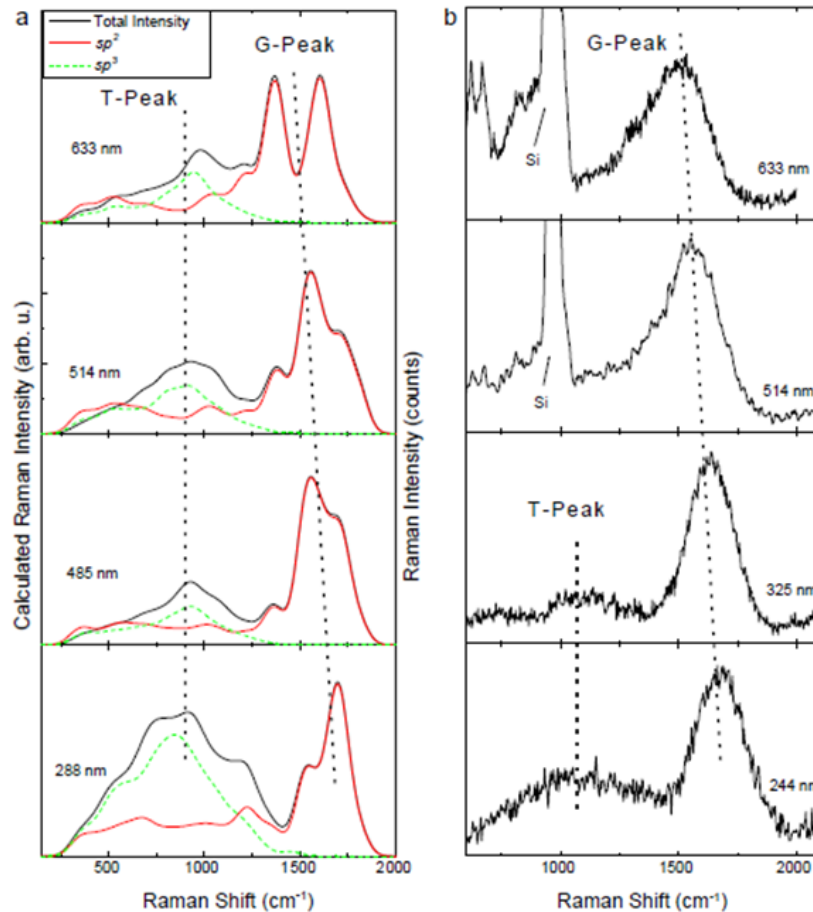 a
Total Intensity
sp²
sp³
T-Peak
G-Peak
633 nm
514 nm
485 nm
288 nm
Calculated Raman Intensity (arb. u.)
500
1000
1500
2000
Raman Shift (cm⁻¹)
b
G-Peak
Si
633 nm
Si
514 nm
T-Peak
325 nm
244 nm
Raman Intensity (counts)
1000
1500
2000
Raman Shift (cm⁻¹)